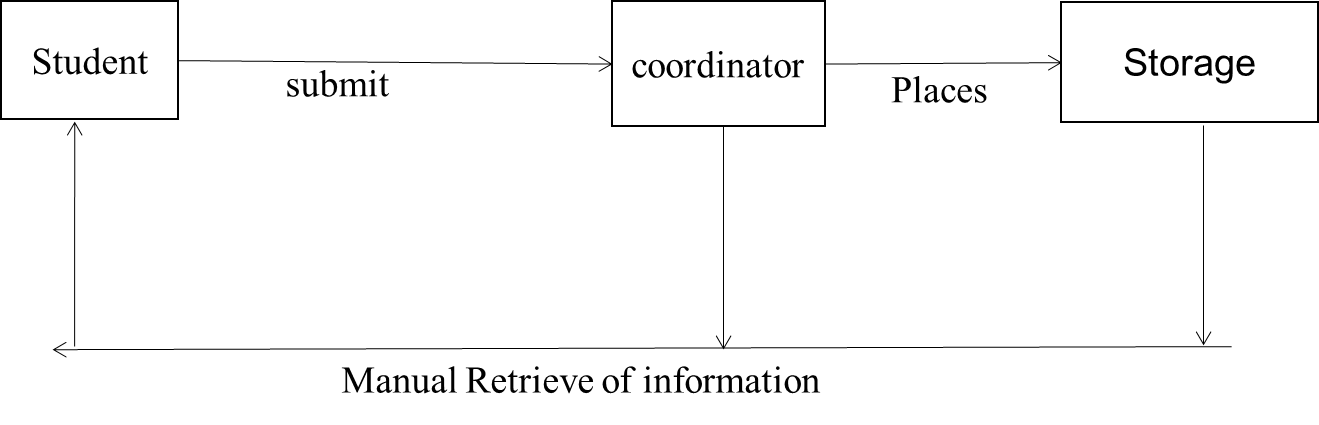 Student
submit
coordinator
Places
Storage
Manual Retrieve of information